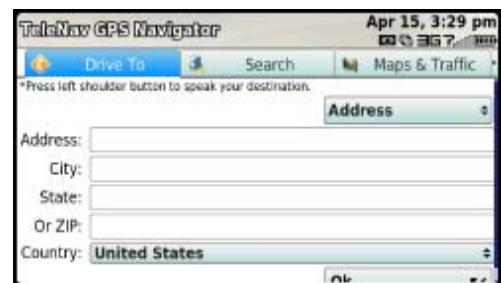 TeleNav GPS Navigator
Apr 15, 3:29 pm
Drive To
Search
Maps & Traffic
*Press left shoulder button to speak your destination.
Address
Address:
City:
State:
Or ZIP:
Country: United States
Ok